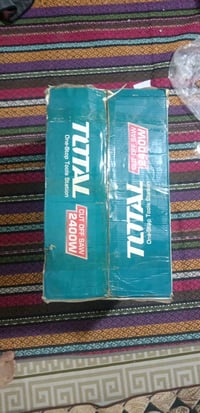 TOTAL
One-Stop Tools Station
CUT OFF SAW
2400W
TOTAL
One-Stop Tools Station